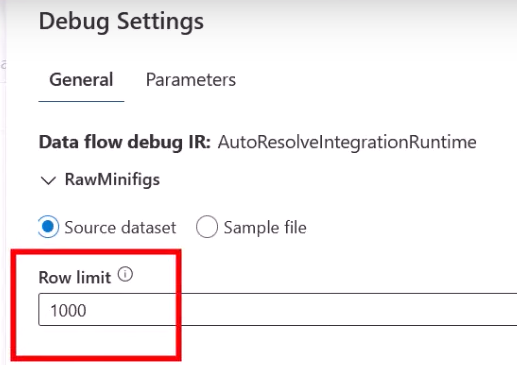 Debug Settings
General Parameters
Data flow debug IR: AutoResolveIntegrationRuntime
RawMinifigs
Source dataset Sample file
Row limit
1000